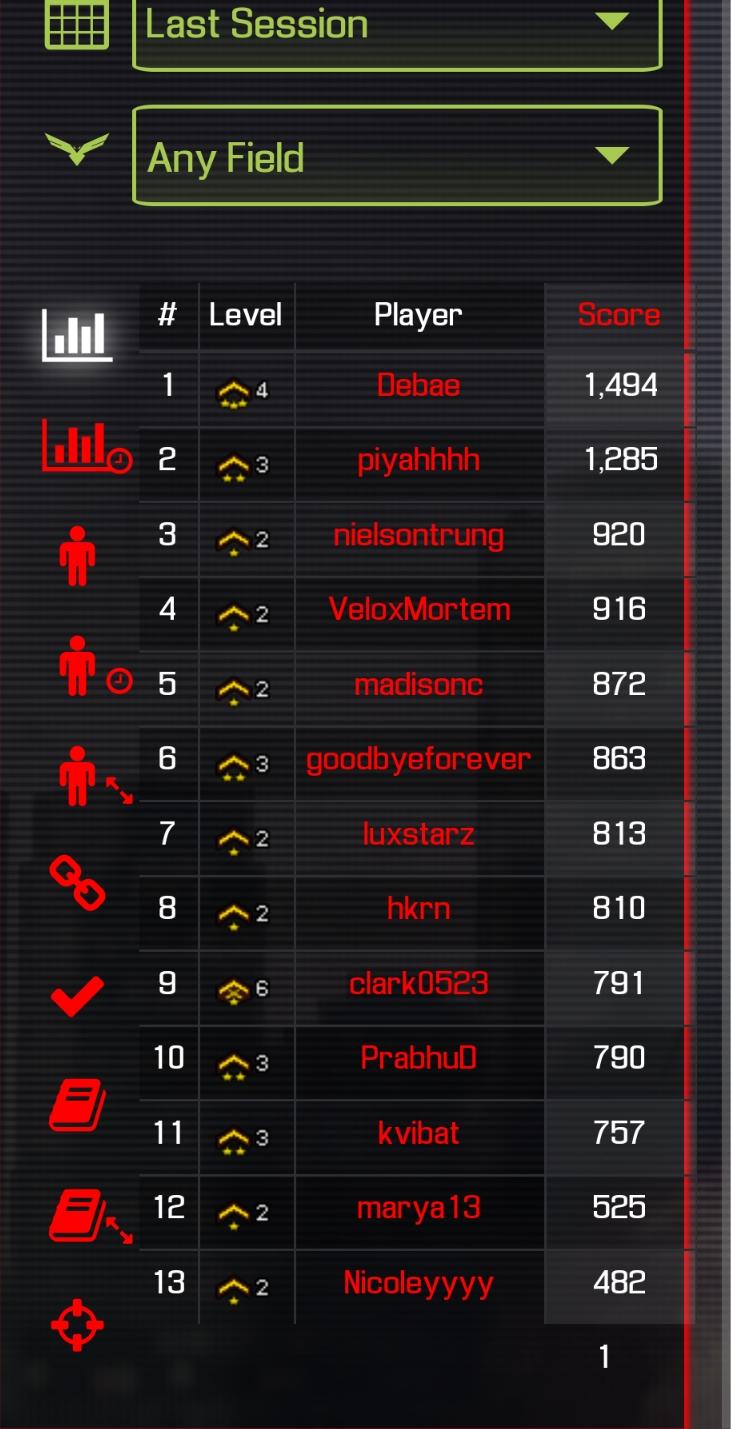 Last Session
Any Field
# Level Player Score
1 4 Debae 1,494
2 3 piyahhhh 1,285
3 2 nielsontrung 920
4 2 VeloxMortem 916
5 2 madisonc 872
6 3 goodbyeforever 863
7 2 luxstarz 813
8 2 hkrn 810
9 6 clark0523 791
10 3 PrabhuD 790
11 3 kvibat 757
12 2 marya13 525
13 2 Nicoleyyyy 482
1